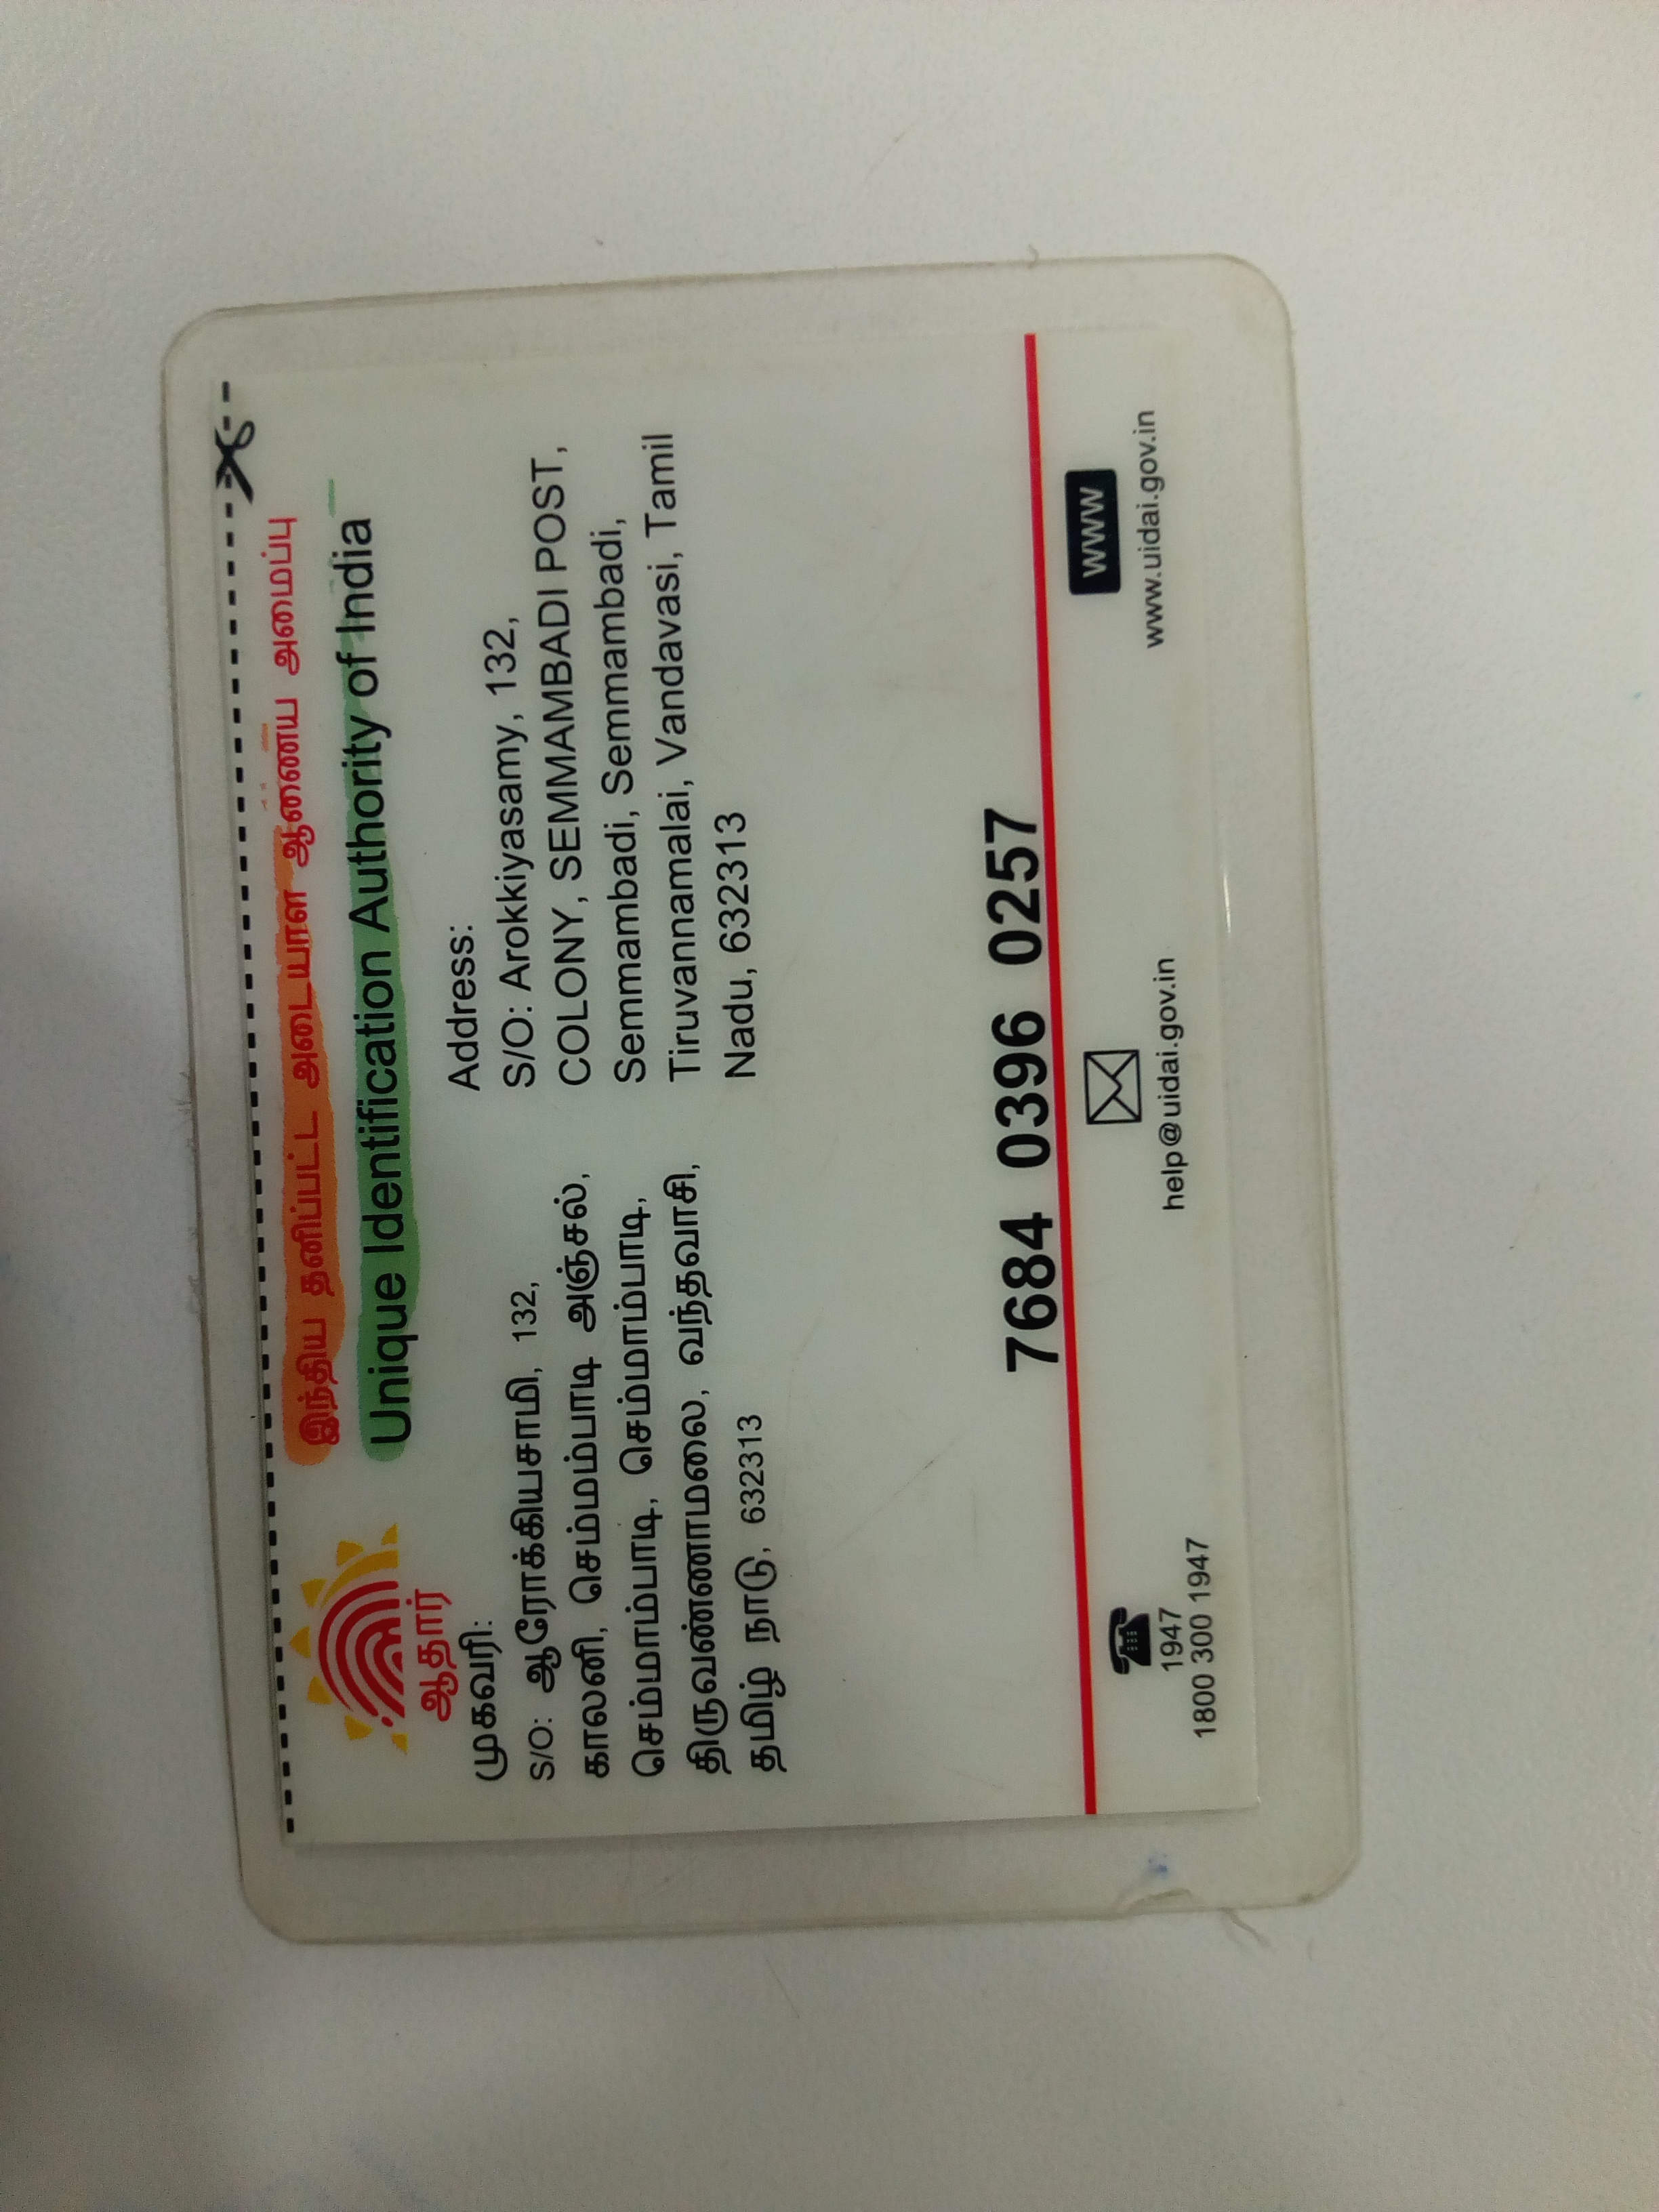 இந்திய தனிப்பட்ட அடையாள ஆணைய அமைப்பு
Unique Identification Authority of India
ஆதார்
முகவரி:
S/O: ஆரோக்கியசாமி, 132,
காலனி, செம்மம்பாடி அஞ்சல்,
செம்மாம்பாடி, செம்மாம்பாடி,
திருவண்ணாமலை, வந்தவாசி,
தமிழ் நாடு, 632313
Address:
S/O: Arokkiyasamy, 132,
COLONY, SEMMAMBADI POST,
Semmambadi, Semmambadi,
Tiruvannamalai, Vandavasi, Tamil
Nadu, 632313
7684 0396 0257
1947
1800 300 1947
help@uidai.gov.in
www
www.uidai.gov.in